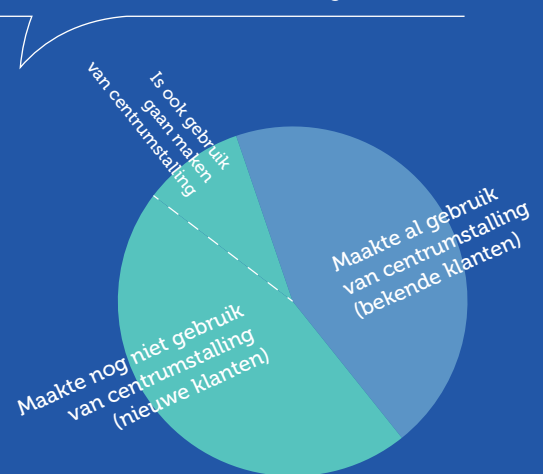 Is ook gebruik
gaan maken
van centrumstalling
Maakte al gebruik
van centrumstalling
(bekende klanten)
Maakte nog niet gebruik
van centrumstalling
(nieuwe klanten)